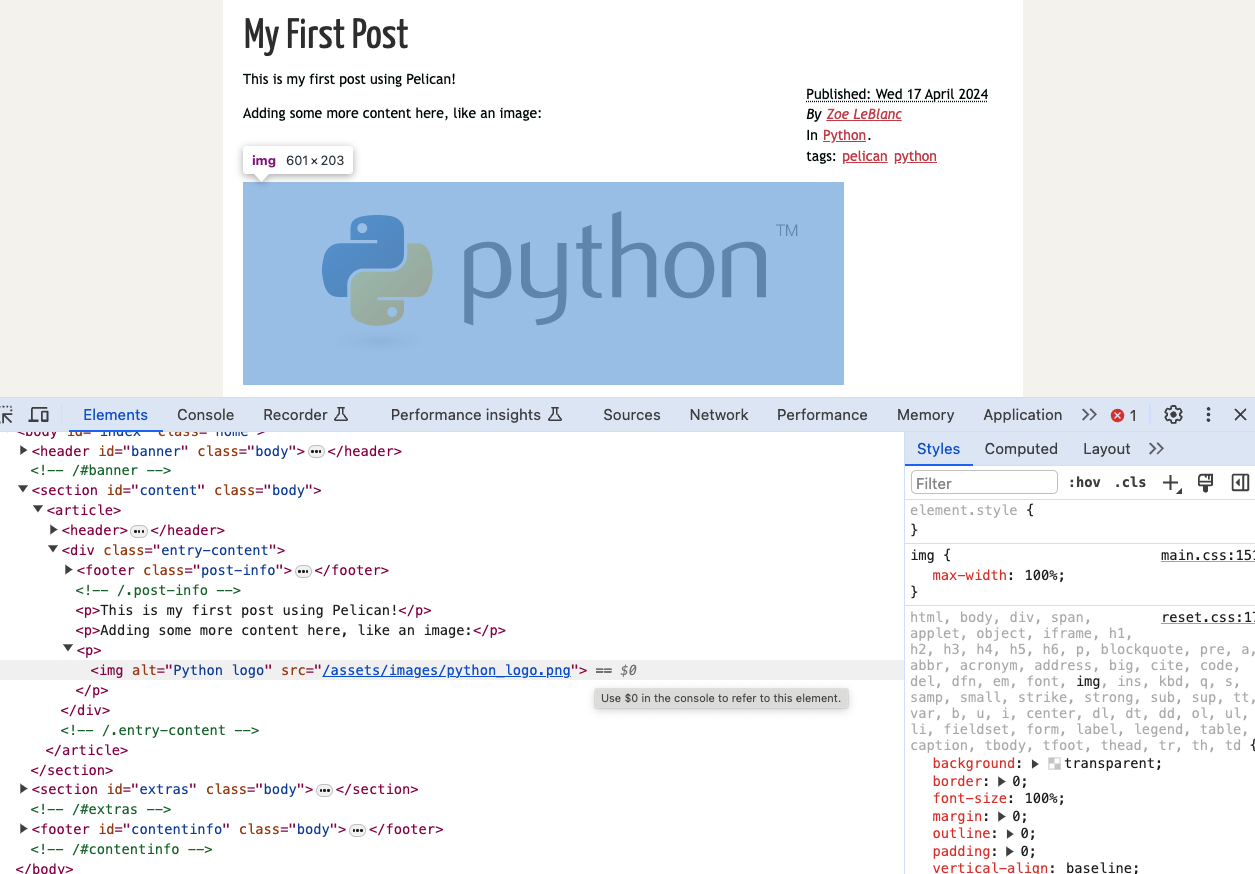 My First Post
This is my first post using Pelican!
Published: Wed 17 April 2024
Adding some more content here, like an image:
By Zoe LeBlanc
In Python.
tags: pelican python
img 601 × 203
python TM
Elements Console Recorder Performance insights Sources Network Performance Memory Application 1
<body id="index" class="home">
<header id="banner" class="body"> </header>
<!-- /#banner -->
<section id="content" class="body">
<article>
<header> </header>
<div class="entry-content">
<footer class="post-info"> </footer>
<!-- /.post-info -->
<p>This is my first post using Pelican!</p>
<p>Adding some more content here, like an image:</p>
<p>
<img alt="Python logo" src="/assets/images/python_logo.png"> == $0
Use $0 in the console to refer to this element.
</p>
</div>
<!-- /.entry-content -->
</article>
</section>
<section id="extras" class="body"> </section>
<!-- /#extras -->
<footer id="contentinfo" class="body"> </footer>
<!-- /#contentinfo -->
</body>
Styles Computed Layout
Filter :hov .cls
element.style {
}
img { main.css:151
max-width: 100%;
}
html, body, div, span, reset.css:17
applet, object, iframe, h1,
h2, h3, h4, h5, h6, p, blockquote, pre, a,
abbr, acronym, address, big, cite, code,
del, dfn, em, font, img, ins, kbd, q, s,
samp, small, strike, strong, sub, sup, tt,
var, b, u, i, center, dl, dt, dd, ol, ul,
li, fieldset, form, label, legend, table,
caption, tbody, tfoot, thead, tr, th, td {
background: transparent;
border: 0;
font-size: 100%;
margin: 0;
outline: 0;
padding: 0;
vertical-align: baseline;